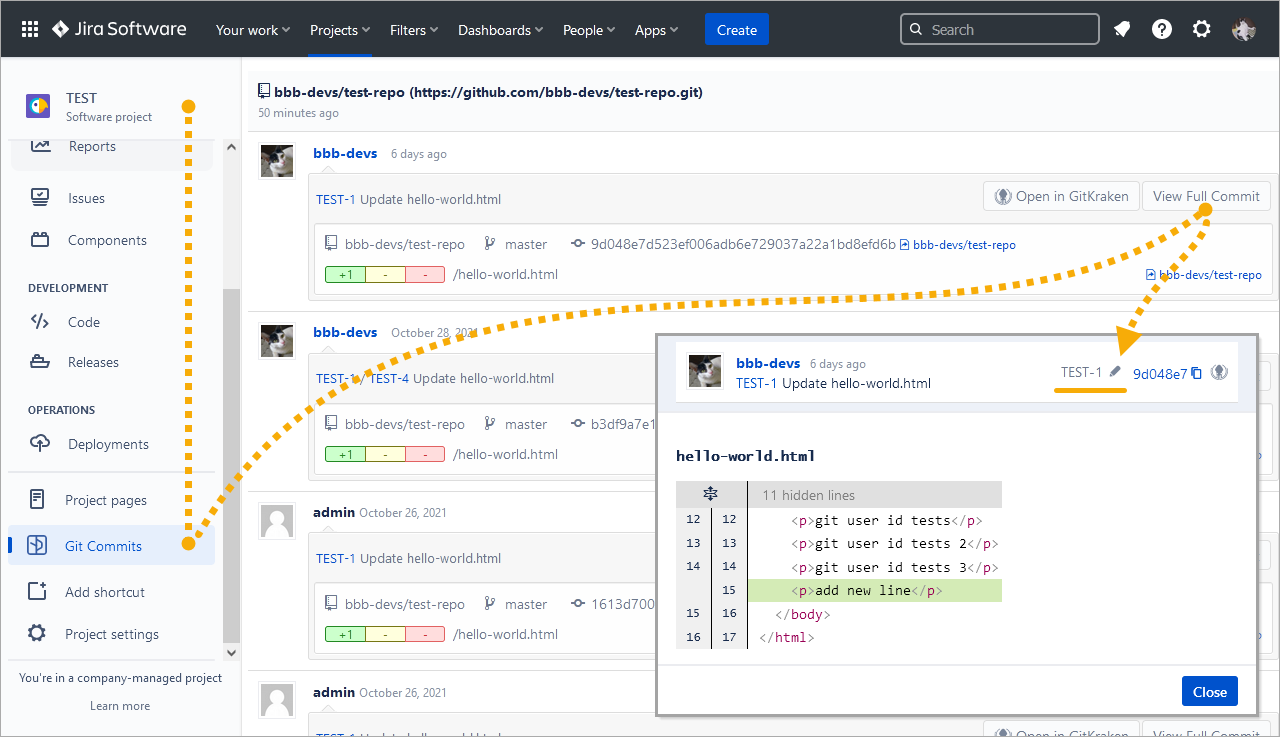 Jira Software Your work Projects Filters Dashboards People Apps Create Search
TEST
Software project
Reports
Issues
Components
DEVELOPMENT
Code
Releases
OPERATIONS
Deployments
Project pages
Git Commits
Add shortcut
Project settings
You're in a company-managed project
Learn more
bbb-devs/test-repo (https://github.com/bbb-devs/test-repo.git)
50 minutes ago
bbb-devs 6 days ago
TEST-1 Update hello-world.html Open in GitKraken View Full Commit
bbb-devs/test-repo master 9d048e7d523ef006adb6e729037a22a1bd8efd6b bbb-devs/test-repo
+1 - - /hello-world.html bbb-devs/test-repo
bbb-devs October 28, 2021
TEST-1 / TEST-4 Update hello-world.html
bbb-devs/test-repo master b3df9a7e1
+1 - - /hello-world.html
admin October 26, 2021
TEST-1 Update hello-world.html
bbb-devs/test-repo master 1613d700
+1 - - /hello-world.html
admin October 26, 2021
TEST-1 Update hello-world.html Open in GitKraken View Full Commit
bbb-devs 6 days ago
TEST-1 Update hello-world.html
TEST-1 9d048e7
hello-world.html
11 hidden lines
12 12 <p>git user id tests</p>
13 13 <p>git user id tests 2</p>
14 14 <p>git user id tests 3</p>
15 <p>add new line</p>
15 16 </body>
16 17 </html>
Close